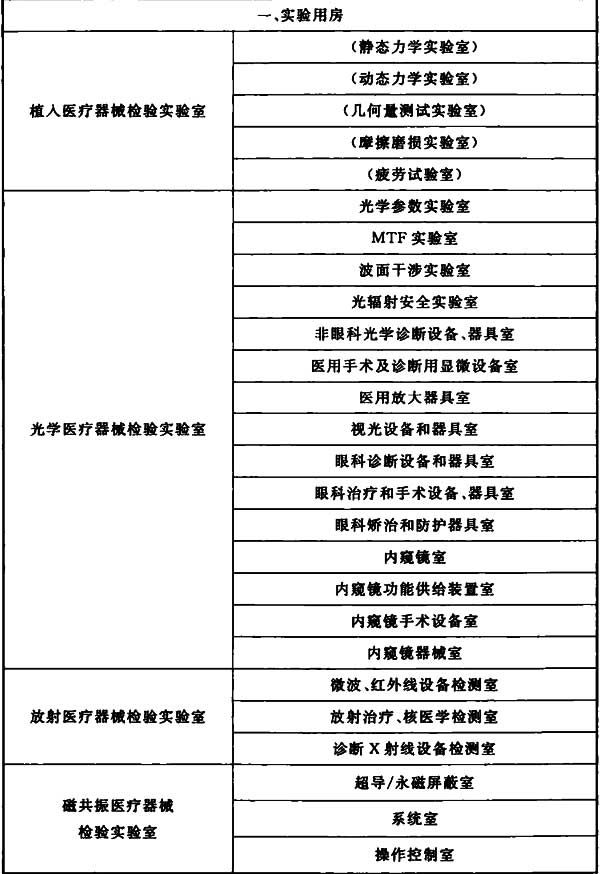 一、实验用房
植入医疗器械检验实验室
(静态力学实验室)
(动态力学实验室)
(几何量测试实验室)
(摩擦磨损实验室)
(疲劳试验室)
光学医疗器械检验实验室
光学参数实验室
MTF 实验室
波面干涉实验室
光辐射安全实验室
非眼科光学诊断设备、器具室
医用手术及诊断用显微设备室
医用放大器具室
视光设备和器具室
眼科诊断设备和器具室
眼科治疗和手术设备、器具室
眼科矫治和防护器具室
内窥镜室
内窥镜功能供给装置室
内窥镜手术设备室
内窥镜器械室
放射医疗器械检验实验室
微波、红外线设备检测室
放射治疗、核医学检测室
诊断 X 射线设备检测室
磁共振医疗器械
检验实验室
超导/永磁屏蔽室
系统室
操作控制室